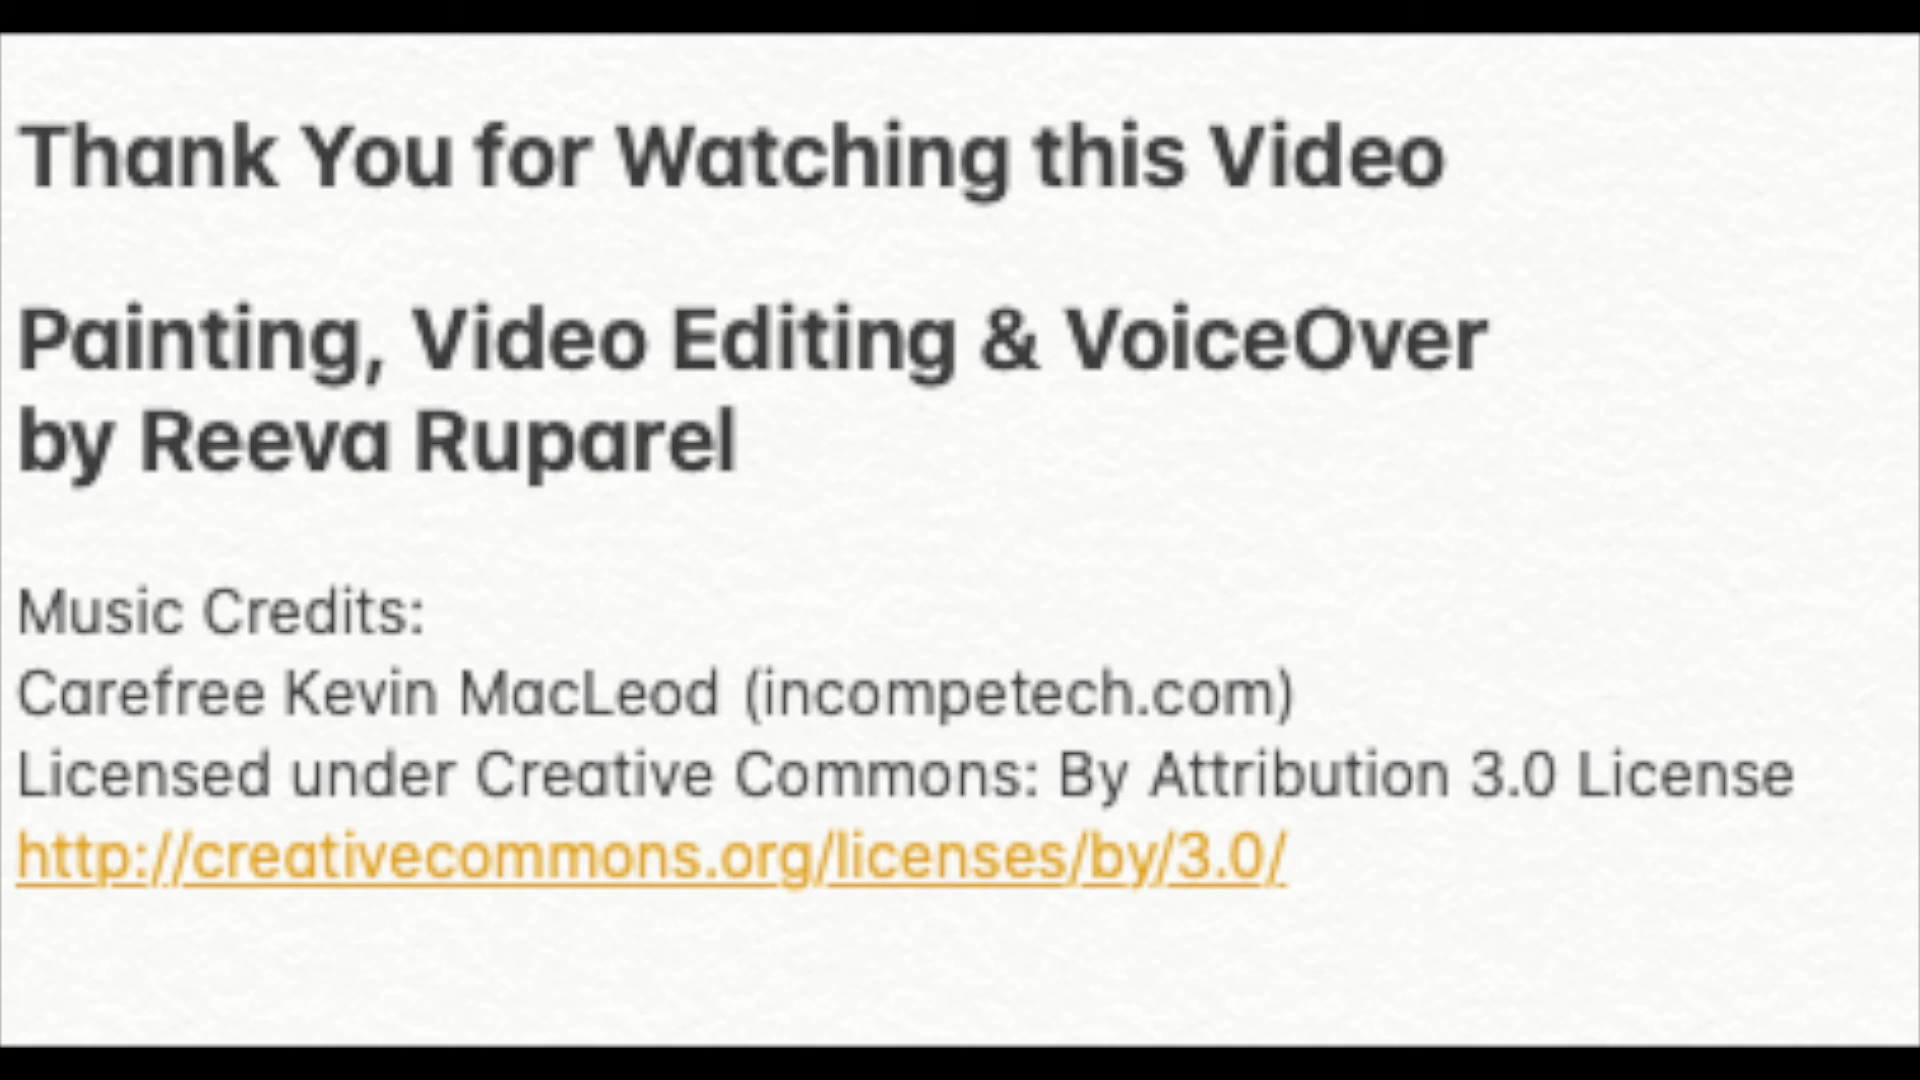 Thank You for Watching this Video
Painting, Video Editing & VoiceOver
by Reeva Ruparel
Music Credits:
Carefree Kevin MacLeod (incompetech.com)
Licensed under Creative Commons: By Attribution 3.0 License
http://creativecommons.org/licenses/by/3.0/